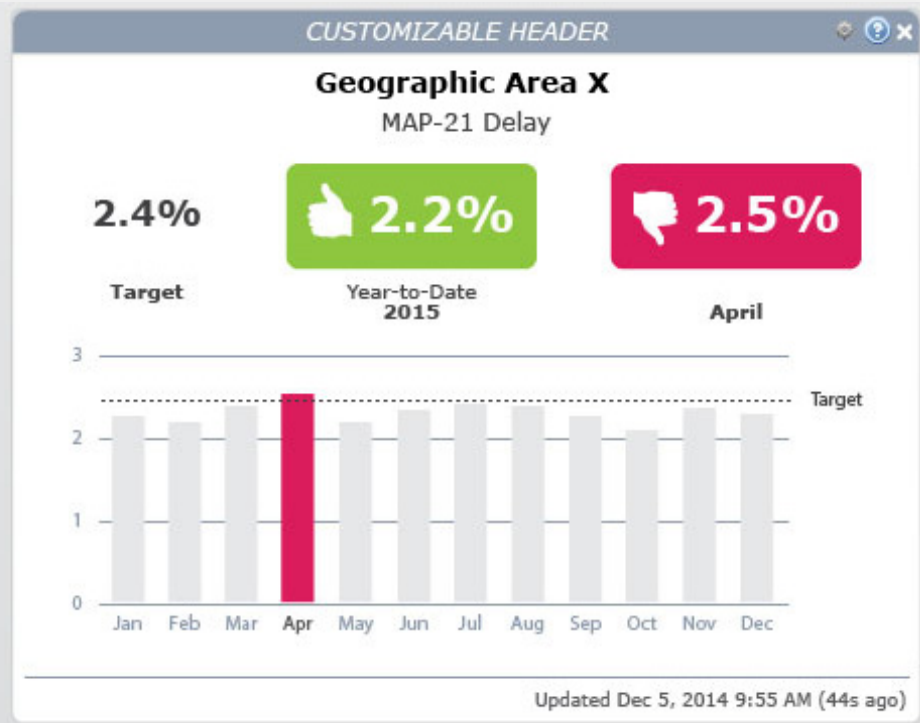 CUSTOMIZABLE HEADER
Geographic Area X
MAP-21 Delay
2.4%
2.2%
2.5%
Target
Year-to-Date
2015
April
3
Target
2
1
0
Jan Feb Mar Apr May Jun Jul Aug Sep Oct Nov Dec
Updated Dec 5, 2014 9:55 AM (44s ago)